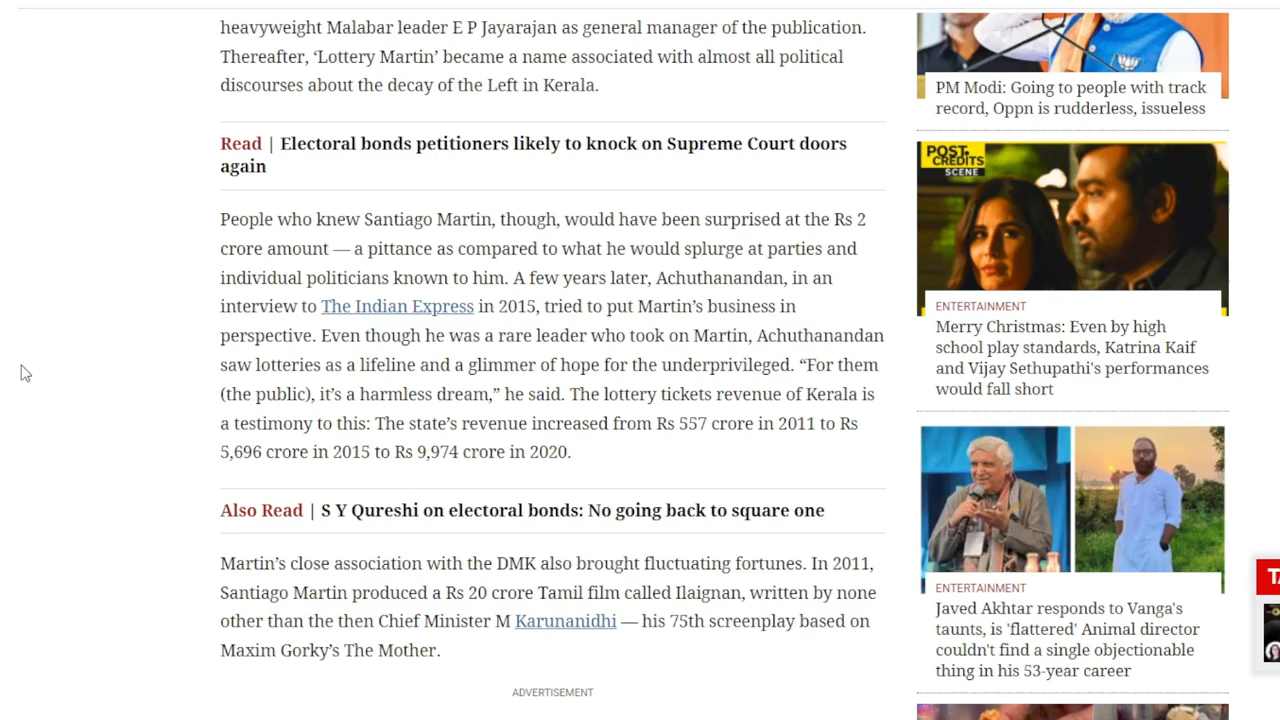 heavyweight Malabar leader E P Jayarajan as general manager of the publication.
Thereafter, ‘Lottery Martin’ became a name associated with almost all political
discourses about the decay of the Left in Kerala.
Read | Electoral bonds petitioners likely to knock on Supreme Court doors
again
People who knew Santiago Martin, though, would have been surprised at the Rs 2
crore amount — a pittance as compared to what he would splurge at parties and
individual politicians known to him. A few years later, Achuthanandan, in an
interview to The Indian Express in 2015, tried to put Martin’s business in
perspective. Even though he was a rare leader who took on Martin, Achuthanandan
saw lotteries as a lifeline and a glimmer of hope for the underprivileged. “For them
(the public), it’s a harmless dream,” he said. The lottery tickets revenue of Kerala is
a testimony to this: The state’s revenue increased from Rs 557 crore in 2011 to Rs
5,696 crore in 2015 to Rs 9,974 crore in 2020.
Also Read | S Y Qureshi on electoral bonds: No going back to square one
Martin’s close association with the DMK also brought fluctuating fortunes. In 2011,
Santiago Martin produced a Rs 20 crore Tamil film called Ilaignan, written by none
other than the then Chief Minister M Karunanidhi — his 75th screenplay based on
Maxim Gorky’s The Mother.
ADVERTISEMENT
PM Modi: Going to people with track
record, Oppn is rudderless, issueless
POST
CREDITS
SCENE
ENTERTAINMENT
Merry Christmas: Even by high
school play standards, Katrina Kaif
and Vijay Sethupathi's performances
would fall short
ENTERTAINMENT
Javed Akhtar responds to Vanga's
taunts, is 'flattered' Animal director
couldn't find a single objectionable
thing in his 53-year career